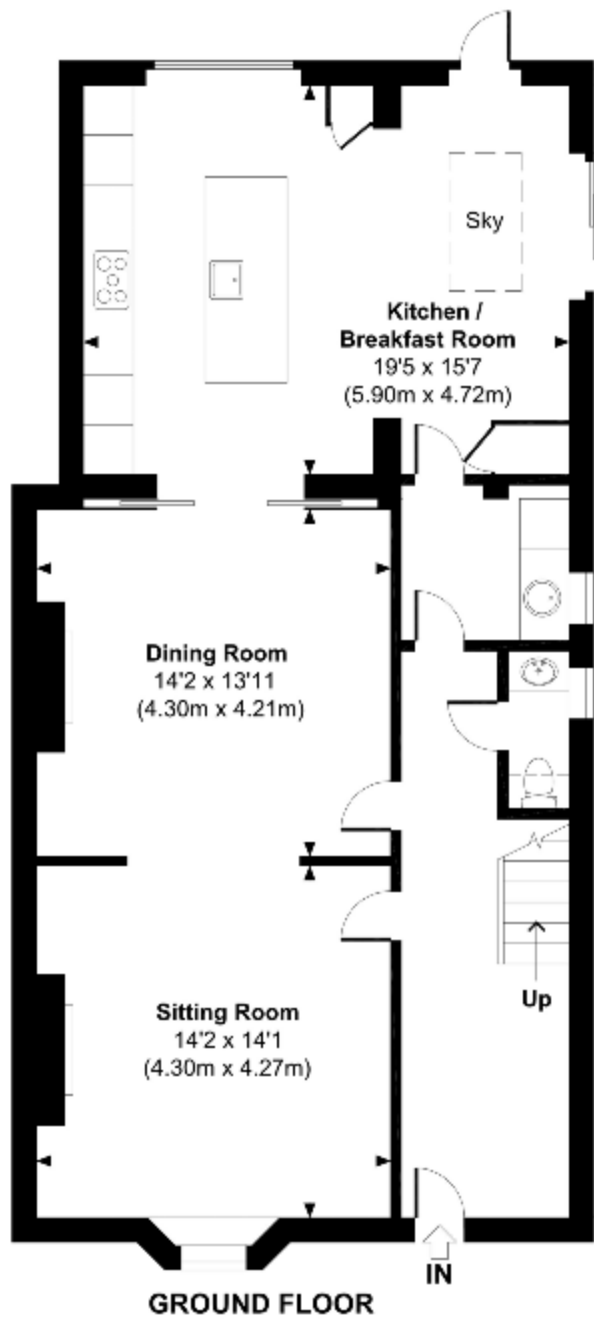 Sky
Kitchen /
Breakfast Room
19'5 x 15'7
(5.90m x 4.72m)
Dining Room
14'2 x 13'11
(4.30m x 4.21m)
Sitting Room
14'2 x 14'1
(4.30m x 4.27m)
Up
IN
GROUND FLOOR